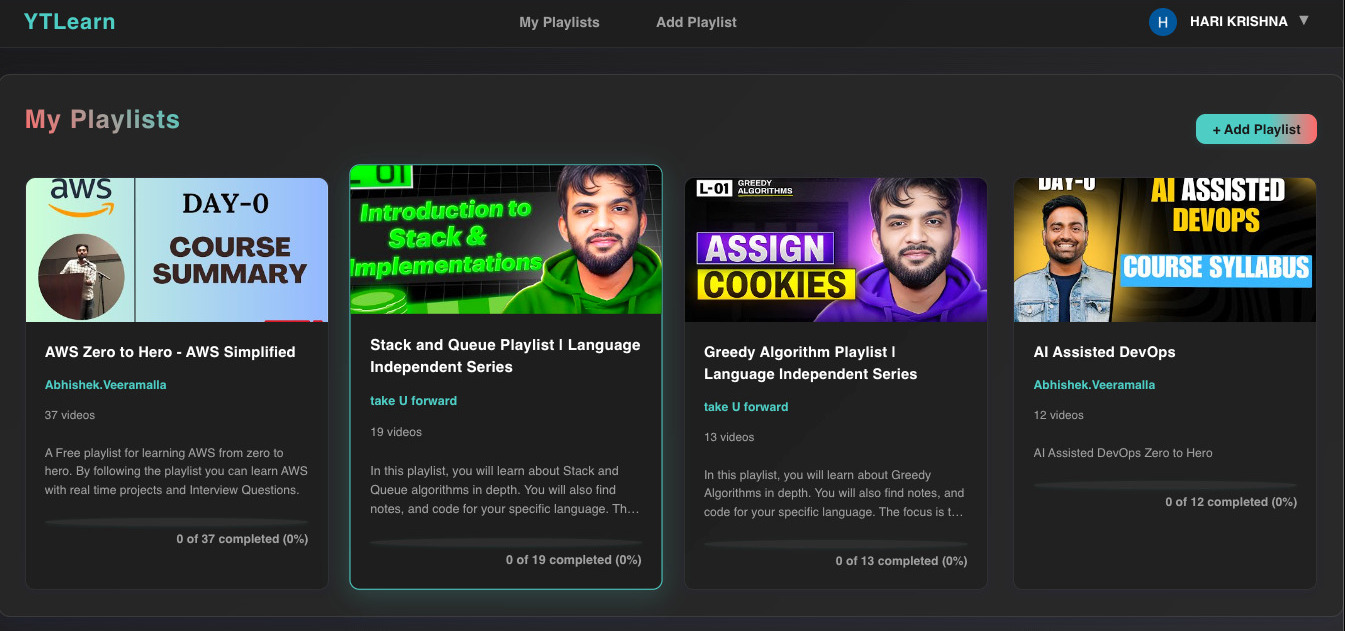 YTLearn
My Playlists
Add Playlist
H
HARI KRISHNA
My Playlists
+ Add Playlist
aws
DAY-0
COURSE
SUMMARY
AWS Zero to Hero - AWS Simplified
Abhishek.Veeramalla
37 videos
A Free playlist for learning AWS from zero to
hero. By following the playlist you can learn AWS
with real time projects and Interview Questions.
0 of 37 completed (0%)
L-01
Introduction to
Stack &
Implementations
Stack and Queue Playlist | Language
Independent Series
take U forward
19 videos
In this playlist, you will learn about Stack and
Queue algorithms in depth. You will also find
notes, and code for your specific language. Th…
0 of 19 completed (0%)
L-01
GREEDY
ALGORITHMS
ASSIGN
COOKIES
Greedy Algorithm Playlist |
Language Independent Series
take U forward
13 videos
In this playlist, you will learn about Greedy
Algorithms in depth. You will also find notes, and
code for your specific language. The focus is t…
0 of 13 completed (0%)
DAY-0
AI ASSISTED
DEVOPS
COURSE SYLLABUS
AI Assisted DevOps
Abhishek.Veeramalla
12 videos
AI Assisted DevOps Zero to Hero
0 of 12 completed (0%)